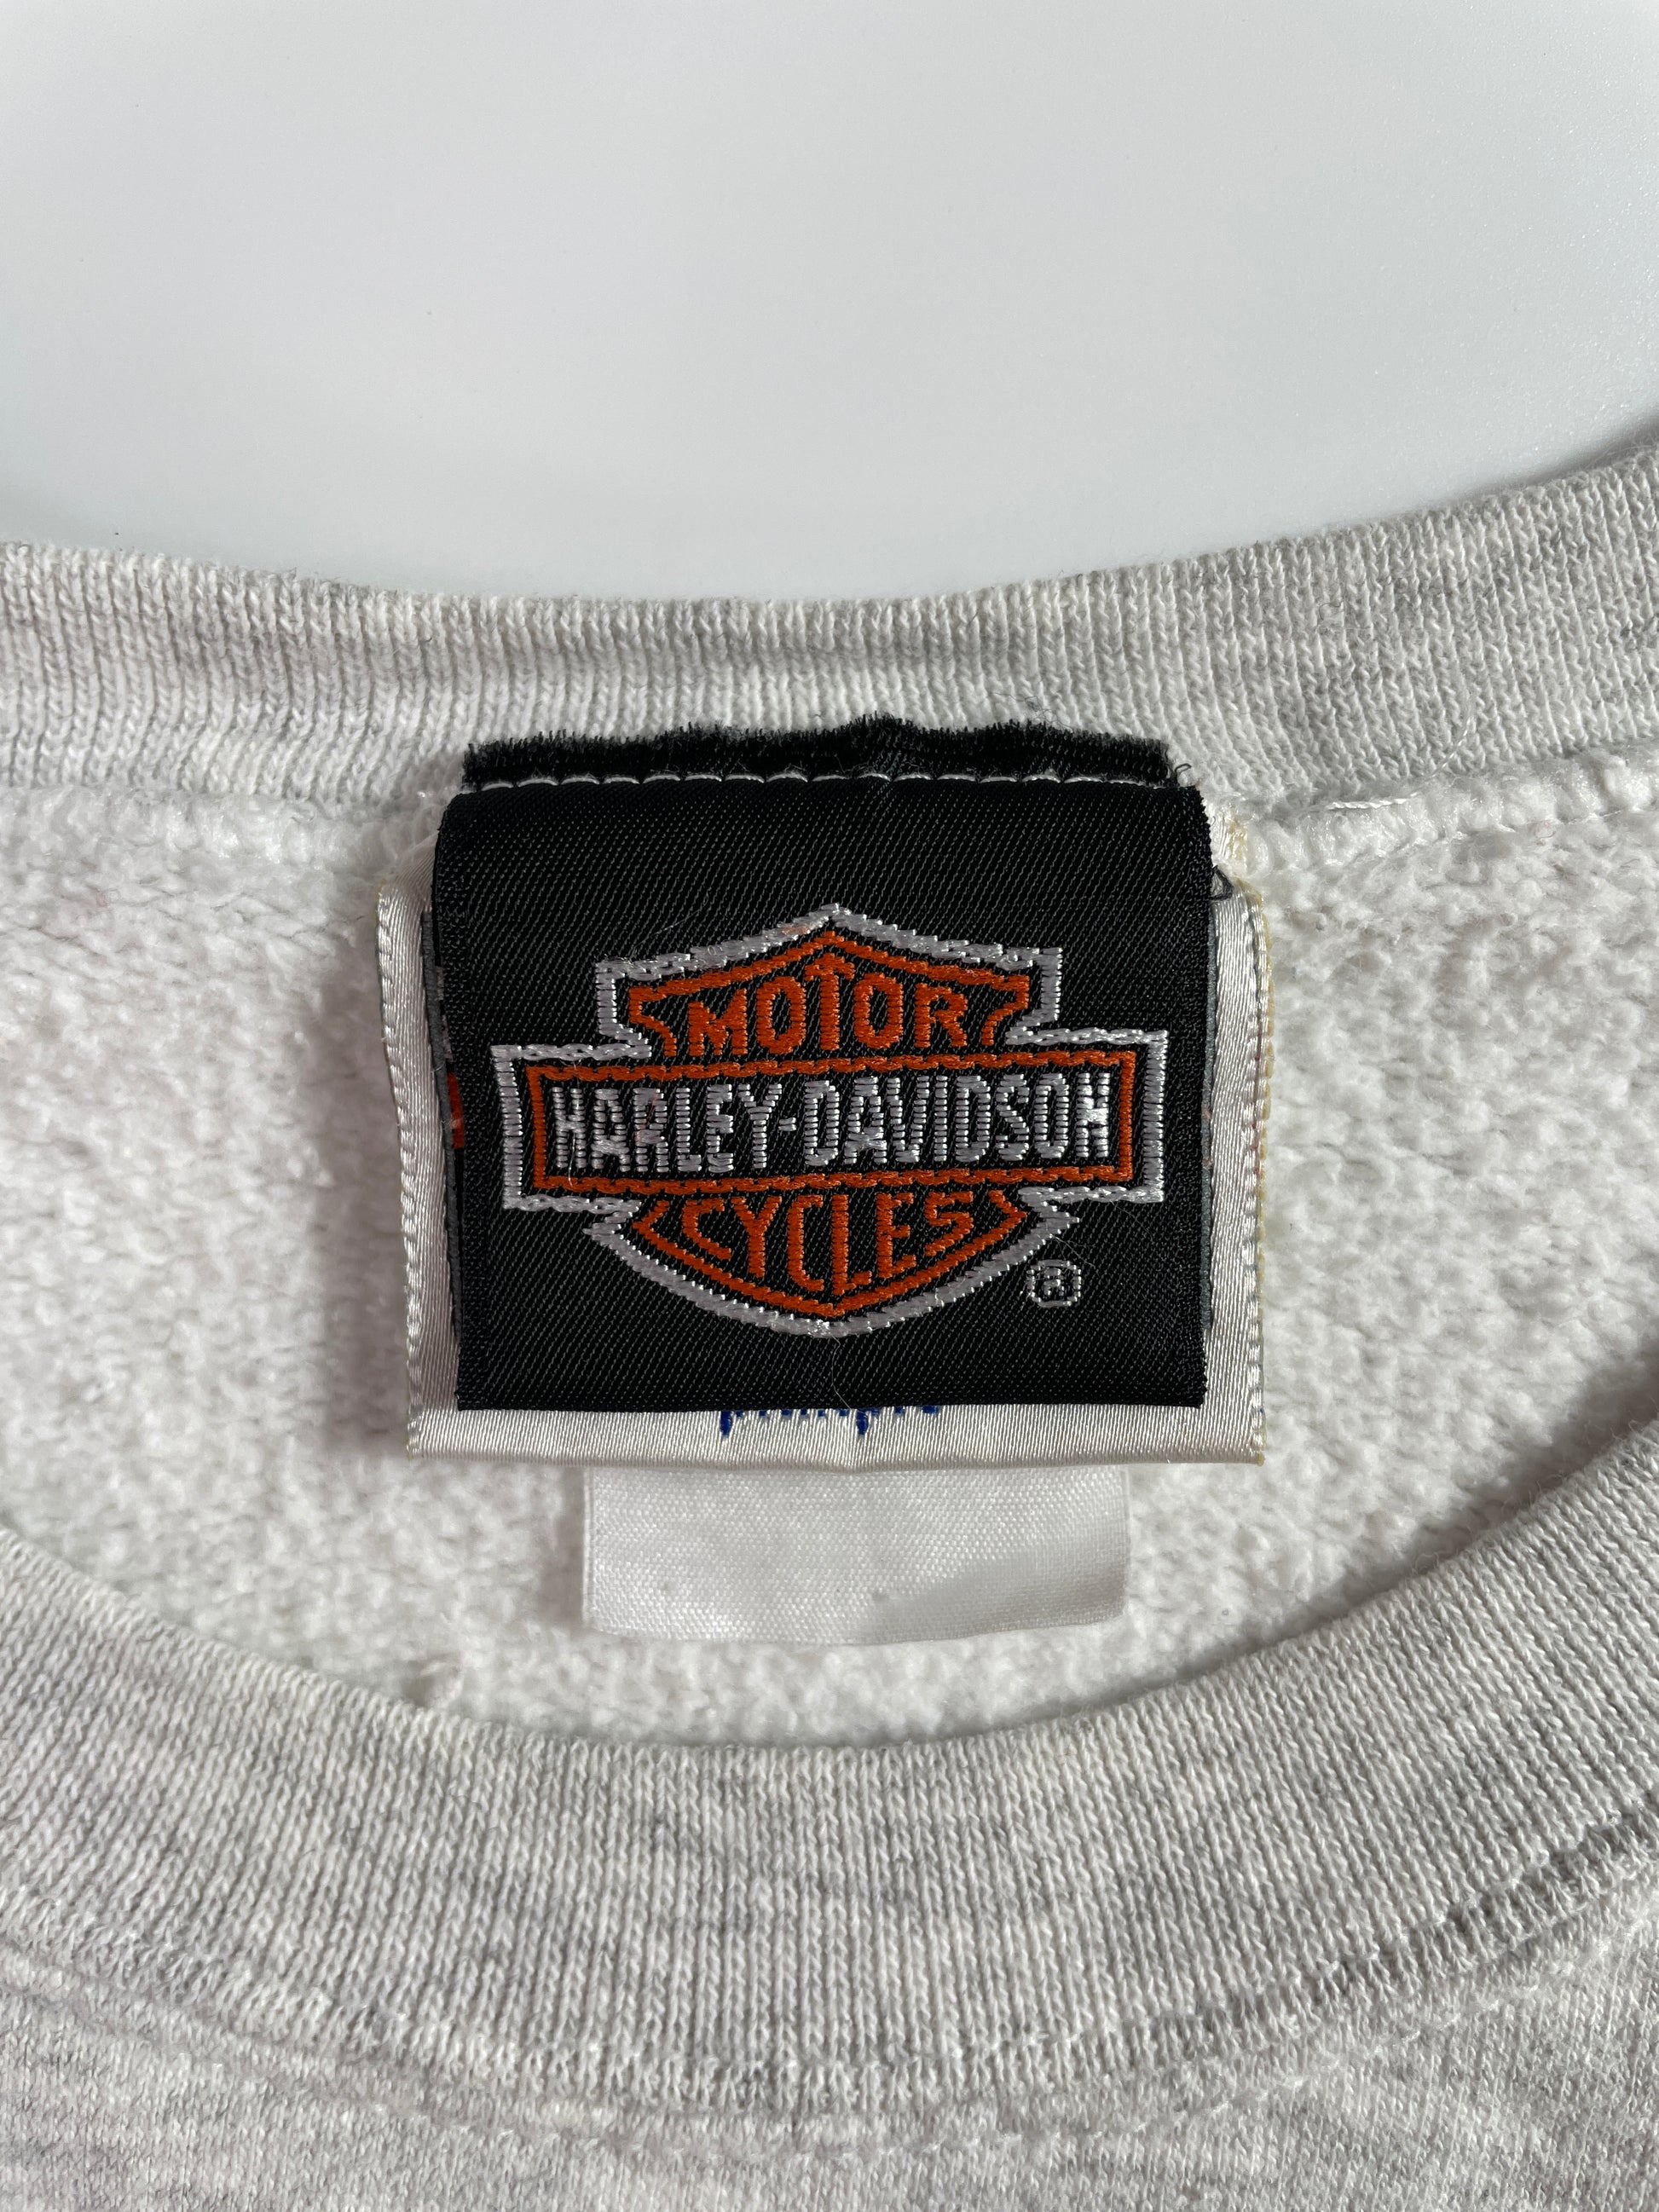 MOTOR
HARLEY-DAVIDSON
CYCLES
®